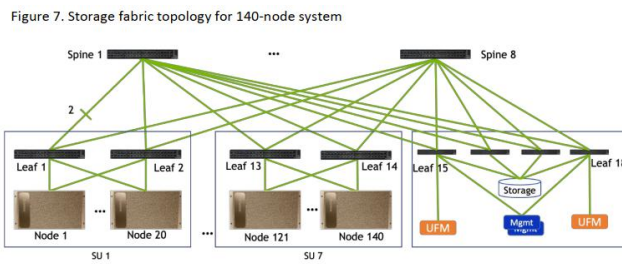 Figure 7. Storage fabric topology for 140-node system
Spine 1
...
Spine 8
2
Leaf 1
Leaf 2
Leaf 13
Leaf 14
Leaf 15
Leaf 18
Storage
...
...
Node 1
Node 20
...
Node 121
Node 140
UFM
Mgmt
Mgmt
UFM
SU 1
SU 7